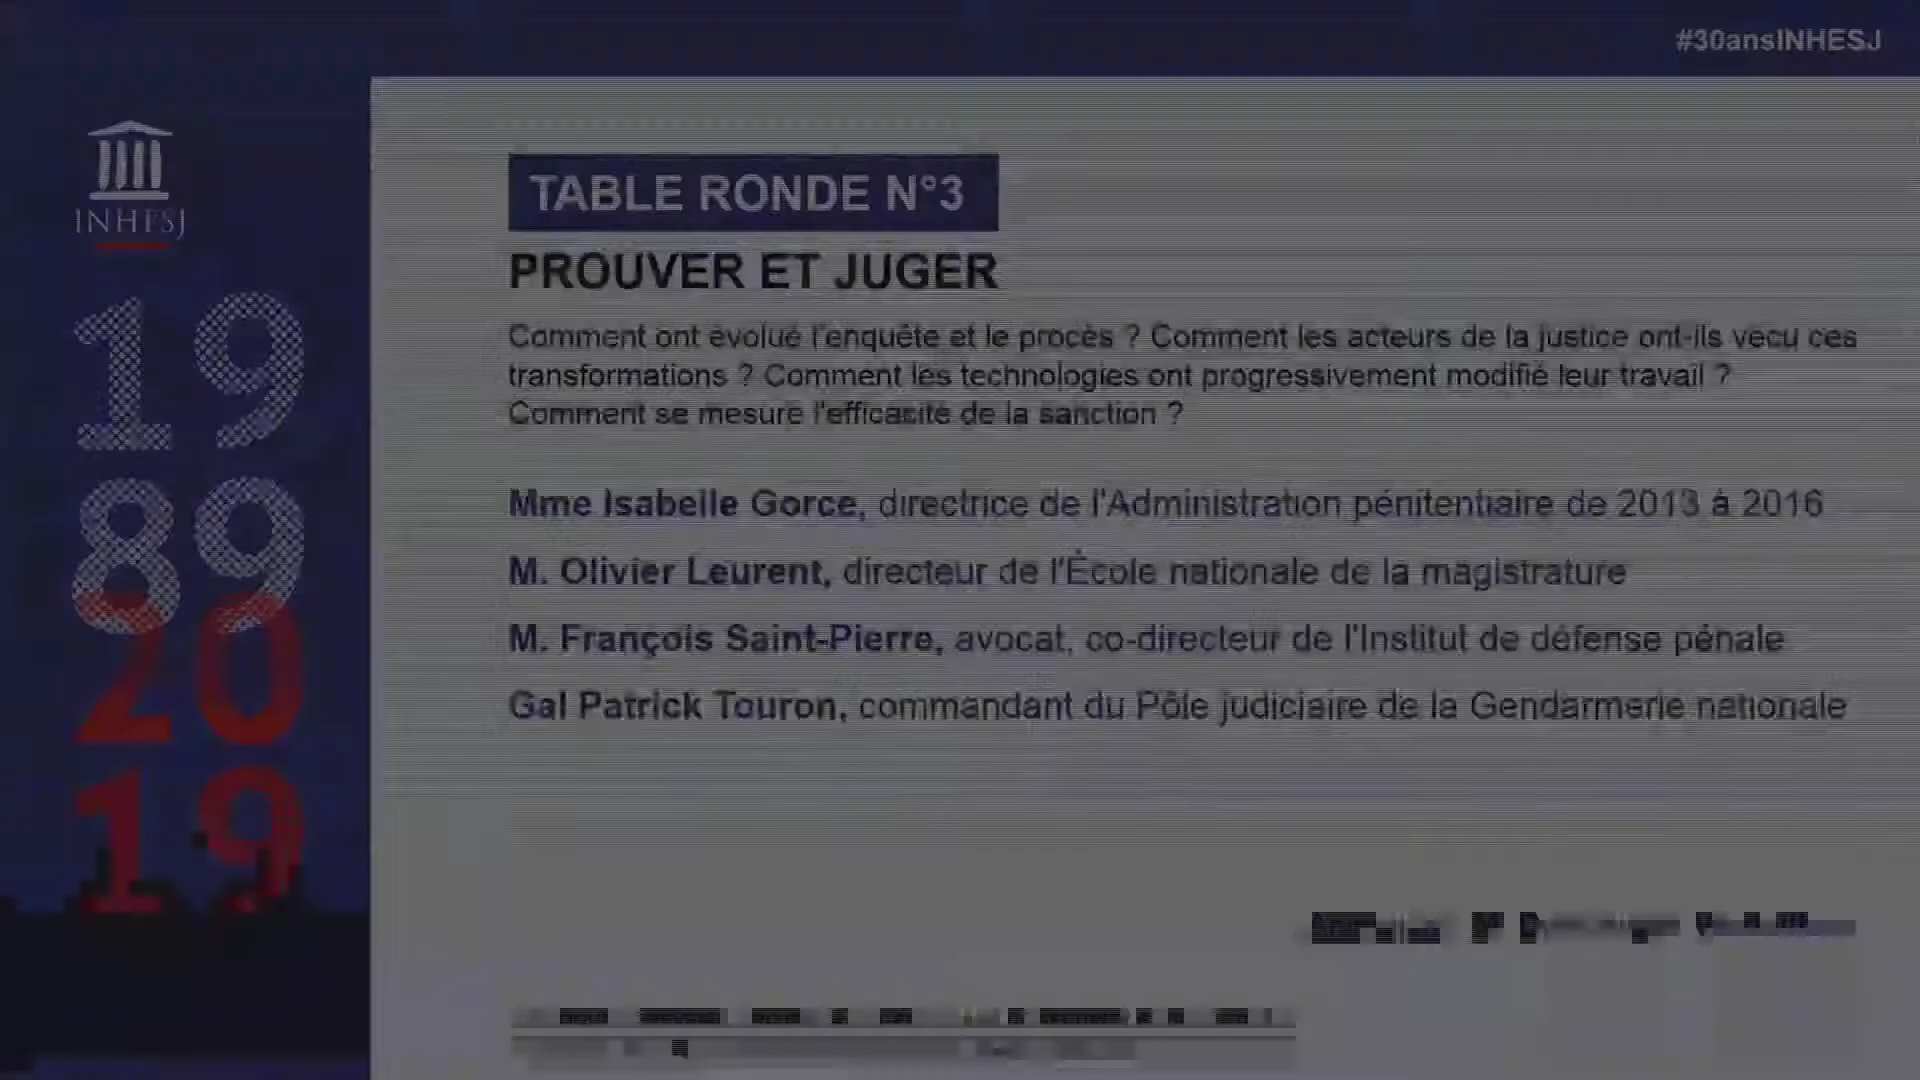 #30ansINHESJ
INHESJ
19
89
20
19
TABLE RONDE N°3
PROUVER ET JUGER
Comment ont évolué l'enquête et le procès ? Comment les acteurs de la justice ont-ils vécu ces
transformations ? Comment les technologies ont progressivement modifié leur travail ?
Comment se mesure l'efficacité de la sanction ?
Mme Isabelle Gorce, directrice de l'Administration pénitentiaire de 2013 à 2016
M. Olivier Leurent, directeur de l'École nationale de la magistrature
M. François Saint-Pierre, avocat, co-directeur de l'Institut de défense pénale
Gal Patrick Touron, commandant du Pôle judiciaire de la Gendarmerie nationale